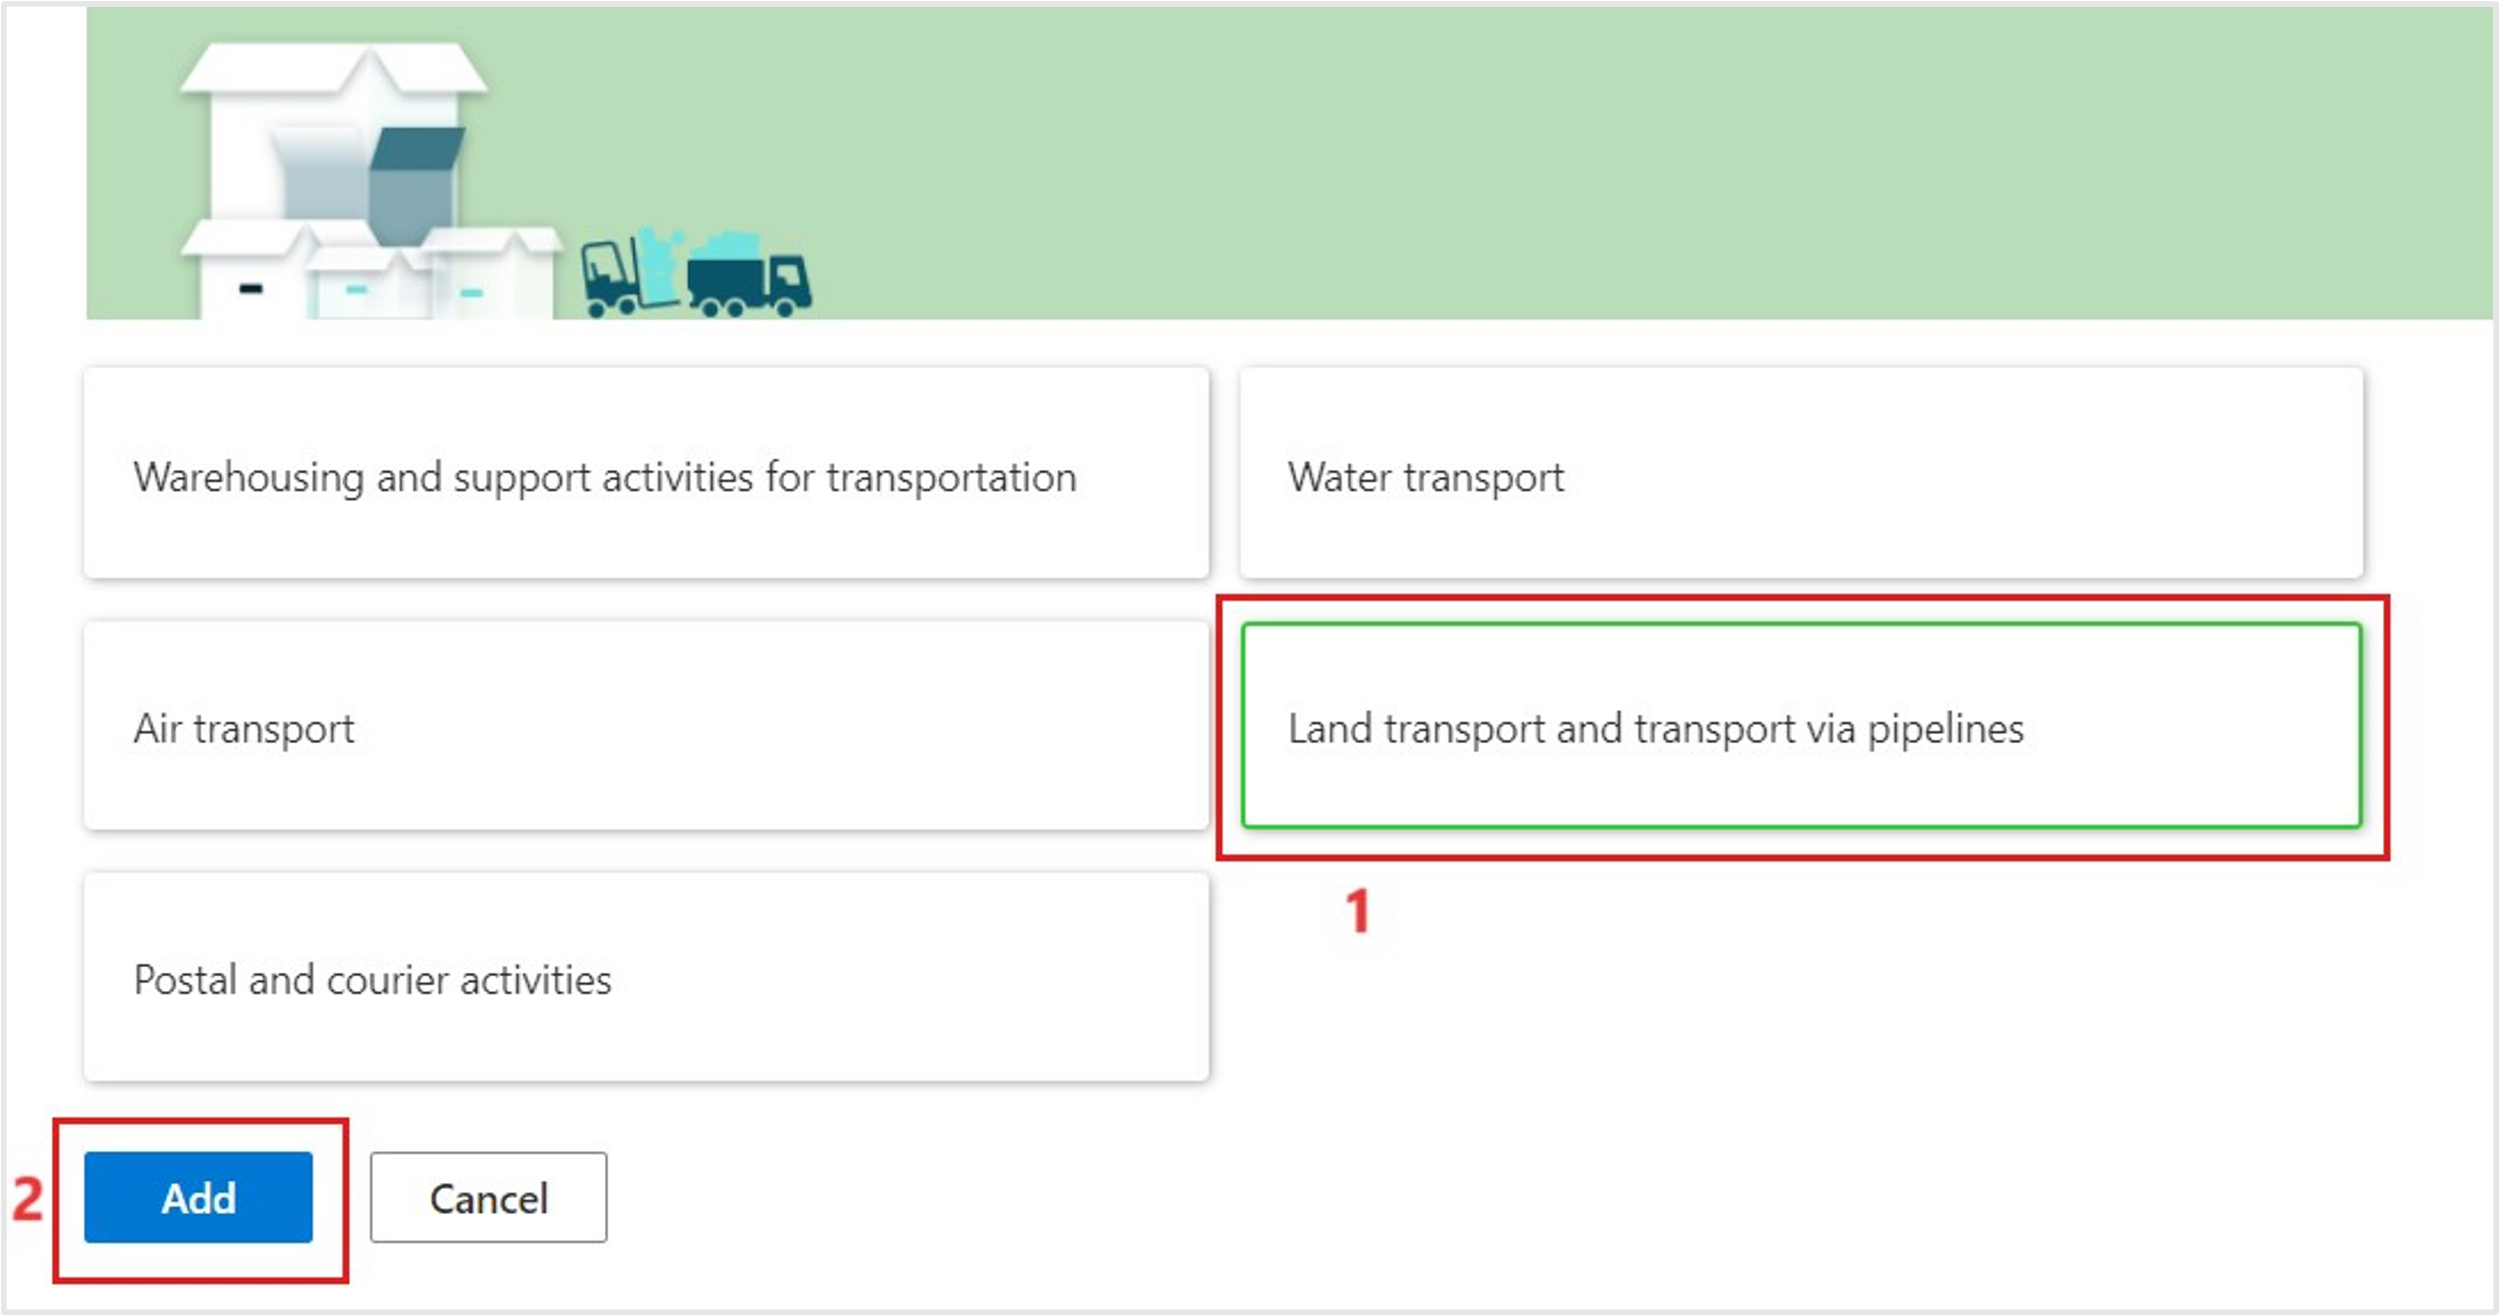 Warehousing and support activities for transportation
Water transport
Air transport
Land transport and transport via pipelines
1
Postal and courier activities
2
Add
Cancel